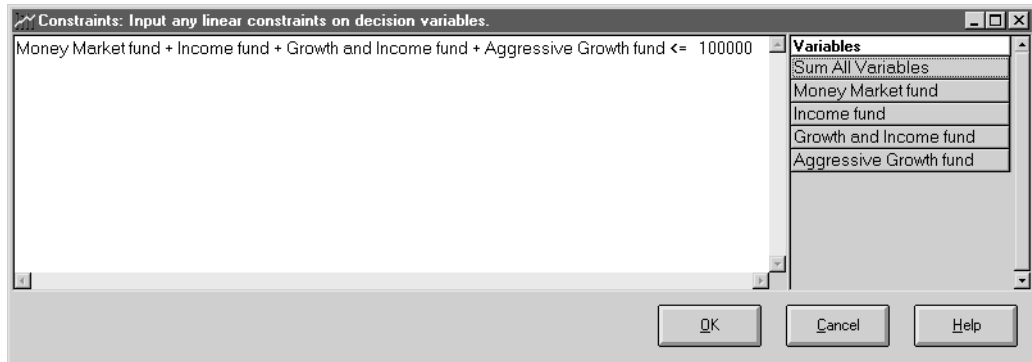 Constraints: Input any linear constraints on decision variables.
Money Market fund + Income fund + Growth and Income fund + Aggressive Growth fund <= 100000
Variables
Sum All Variables
Money Market fund
Income fund
Growth and Income fund
Aggressive Growth fund
OK
Cancel
Help